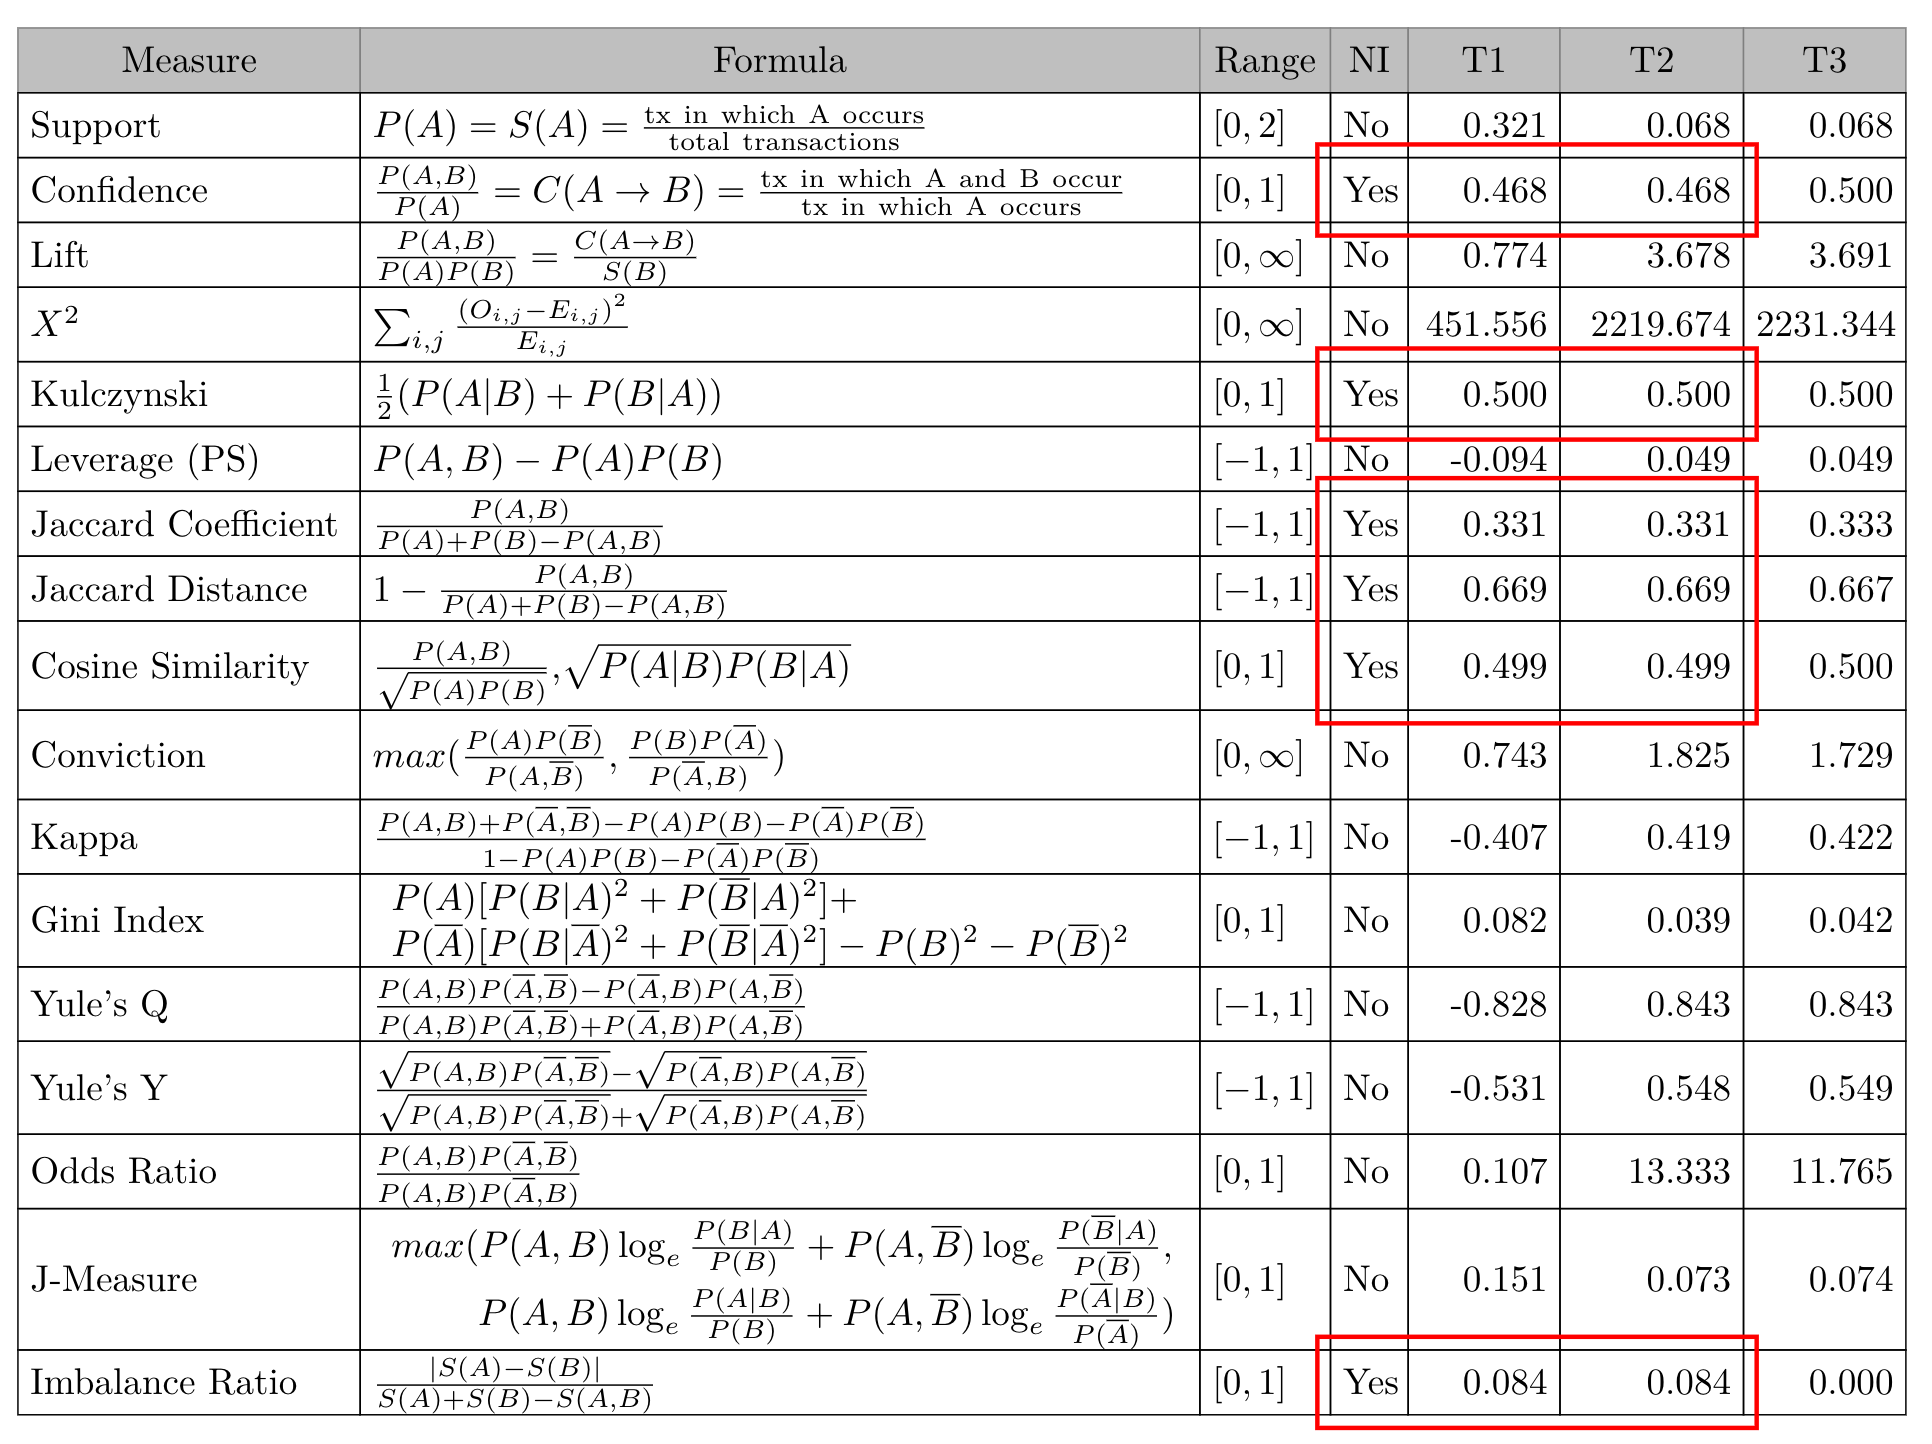 Measure Formula Range NI T1 T2 T3
Support $P(A) = S(A) = \frac{\text{tx in which A occurs}}{\text{total transactions}}$ $[0, 2]$ No 0.321 0.068 0.068
Confidence $\frac{P(A,B)}{P(A)} = C(A \to B) = \frac{\text{tx in which A and B occur}}{\text{tx in which A occurs}}$ $[0, 1]$ Yes 0.468 0.468 0.500
Lift $\frac{P(A,B)}{P(A)P(B)} = \frac{C(A \to B)}{S(B)}$ $[0, \infty]$ No 0.774 3.678 3.691
$X^2$ $\sum_{i,j} \frac{(O_{i,j}-E_{i,j})^2}{E_{i,j}}$ $[0, \infty]$ No 451.556 2219.674 2231.344
Kulczynski $\frac{1}{2}(P(A|B) + P(B|A))$ $[0, 1]$ Yes 0.500 0.500 0.500
Leverage (PS) $P(A, B) - P(A)P(B)$ $[-1, 1]$ No -0.094 0.049 0.049
Jaccard Coefficient $\frac{P(A,B)}{P(A)+P(B)-P(A,B)}$ $[-1, 1]$ Yes 0.331 0.331 0.333
Jaccard Distance $1 - \frac{P(A,B)}{P(A)+P(B)-P(A,B)}$ $[-1, 1]$ Yes 0.669 0.669 0.667
Cosine Similarity $\frac{P(A,B)}{\sqrt{P(A)P(B)}}, \sqrt{P(A|B)P(B|A)}$ $[0, 1]$ Yes 0.499 0.499 0.500
Conviction $max(\frac{P(A)P(\overline{B})}{P(A,\overline{B})}, \frac{P(B)P(\overline{A})}{P(\overline{A},B)})$ $[0, \infty]$ No 0.743 1.825 1.729
Kappa $\frac{P(A,B)+P(\overline{A},\overline{B})-P(A)P(B)-P(\overline{A})P(\overline{B})}{1-P(A)P(B)-P(\overline{A})P(\overline{B})}$ $[-1, 1]$ No -0.407 0.419 0.422
Gini Index $P(A)[P(B|A)^2 + P(\overline{B}|A)^2]+$
$P(\overline{A})[P(B|\overline{A})^2 + P(\overline{B}|\overline{A})^2] - P(B)^2 - P(\overline{B})^2$ $[0, 1]$ No 0.082 0.039 0.042
Yule's Q $\frac{P(A,B)P(\overline{A},\overline{B})-P(\overline{A},B)P(A,\overline{B})}{P(A,B)P(\overline{A},\overline{B})+P(\overline{A},B)P(A,\overline{B})}$ $[-1, 1]$ No -0.828 0.843 0.843
Yule's Y $\frac{\sqrt{P(A,B)P(\overline{A},\overline{B})}-\sqrt{P(\overline{A},B)P(A,\overline{B})}}{\sqrt{P(A,B)P(\overline{A},\overline{B})}+\sqrt{P(\overline{A},B)P(A,\overline{B})}}$ $[-1, 1]$ No -0.531 0.548 0.549
Odds Ratio $\frac{P(A,B)P(\overline{A},\overline{B})}{P(A,B)P(\overline{A},B)}$ $[0, 1]$ No 0.107 13.333 11.765
J-Measure $max(P(A, B) \log_e \frac{P(B|A)}{P(B)} + P(A, \overline{B}) \log_e \frac{P(\overline{B}|A)}{P(\overline{B})},$
$P(A, B) \log_e \frac{P(A|B)}{P(B)} + P(A, \overline{B}) \log_e \frac{P(\overline{A}|B)}{P(\overline{A})})$ $[0, 1]$ No 0.151 0.073 0.074
Imbalance Ratio $\frac{|S(A)-S(B)|}{S(A)+S(B)-S(A,B)}$ $[0, 1]$ Yes 0.084 0.084 0.000